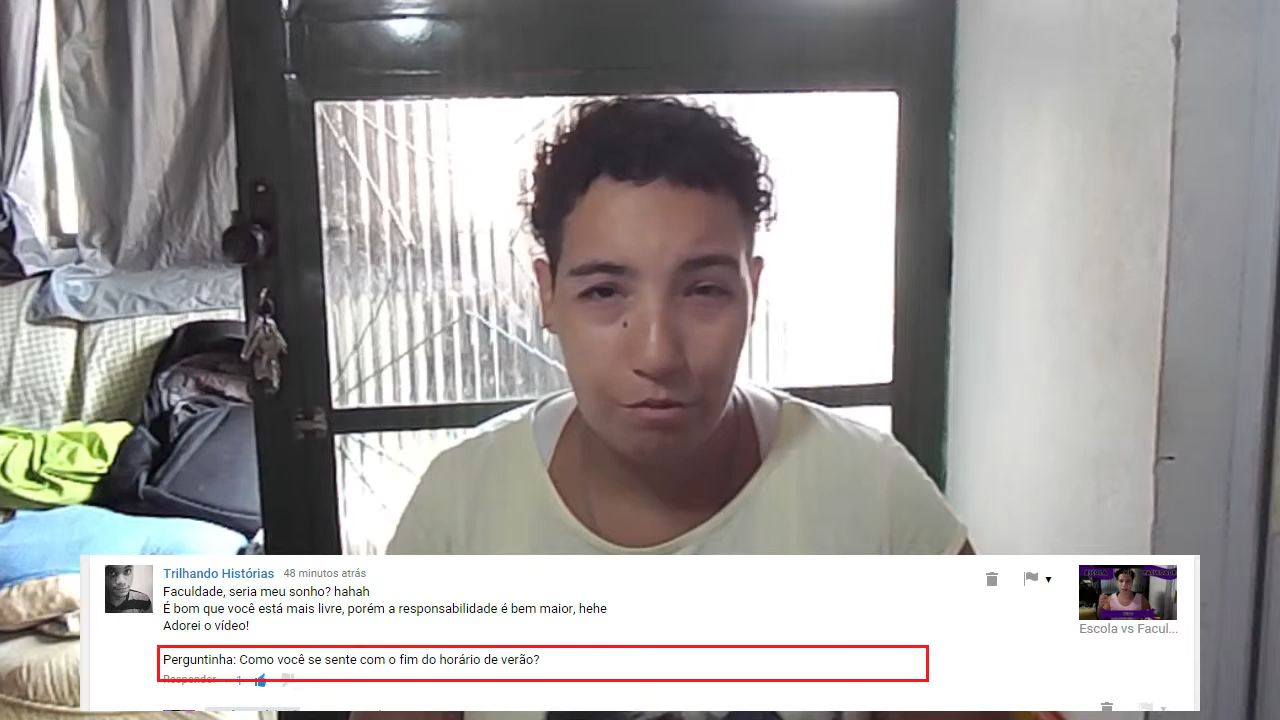 Trilhando Histórias 48 minutos atrás
Faculdade, seria meu sonho? hahah
É bom que você está mais livre, porém a responsabilidade é bem maior, hehe
Adorei o vídeo!
Escola vs Facul...
Perguntinha: Como você se sente com o fim do horário de verão?
Responder 1